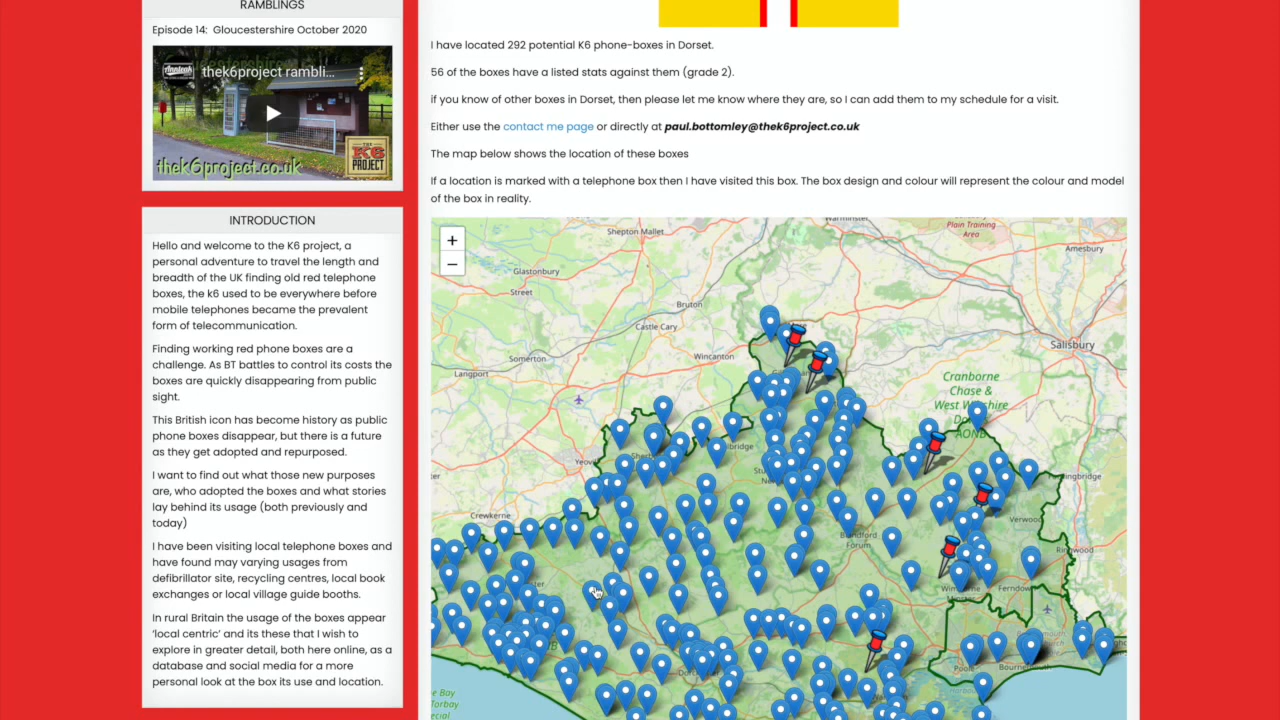 RAMBLINGS
Episode 14:  Gloucestershire October 2020
Annteak
thek6project rambli...
THE
K6
PROJECT
thek6project.co.uk
INTRODUCTION
Hello and welcome to the K6 project, a
personal adventure to travel the length and
breadth of the UK finding old red telephone
boxes, the k6 used to be everywhere before
mobile telephones became the prevalent
form of telecommunication.
Finding working red phone boxes are a
challenge. As BT battles to control its costs the
boxes are quickly disappearing from public
sight.
This British icon has become history as public
phone boxes disappear, but there is a future
as they get adopted and repurposed.
I want to find out what those new purposes
are, who adopted the boxes and what stories
lay behind its usage (both previously and
today)
I have been visiting local telephone boxes and
have found may varying usages from
defibrillator site, recycling centres, local book
exchanges or local village guide booths.
In rural Britain the usage of the boxes appear
'local centric' and its these that I wish to
explore in greater detail, both here online, as a
database and social media for a more
personal look at the box its use and location.
I have located 292 potential K6 phone-boxes in Dorset.
56 of the boxes have a listed stats against them (grade 2).
if you know of other boxes in Dorset, then please let me know where they are, so I can add them to my schedule for a visit.
Either use the contact me page or directly at paul.bottomley@thek6project.co.uk
The map below shows the location of these boxes
If a location is marked with a telephone box then I have visited this box. The box design and colour will represent the colour and model
of the box in reality.
+
−
Warminster
Shepton Mallet
Plain Training
Area
Amesbury
Glastonbury
Street
Bruton
Castle Cary
Salisbury
Somerton
Wincanton
Langport
Cranborne
Chase &
AONB
Crewkerne
Verwood
Blandford
Forum
Ringwood
Ferndown
Poole
Bournemouth